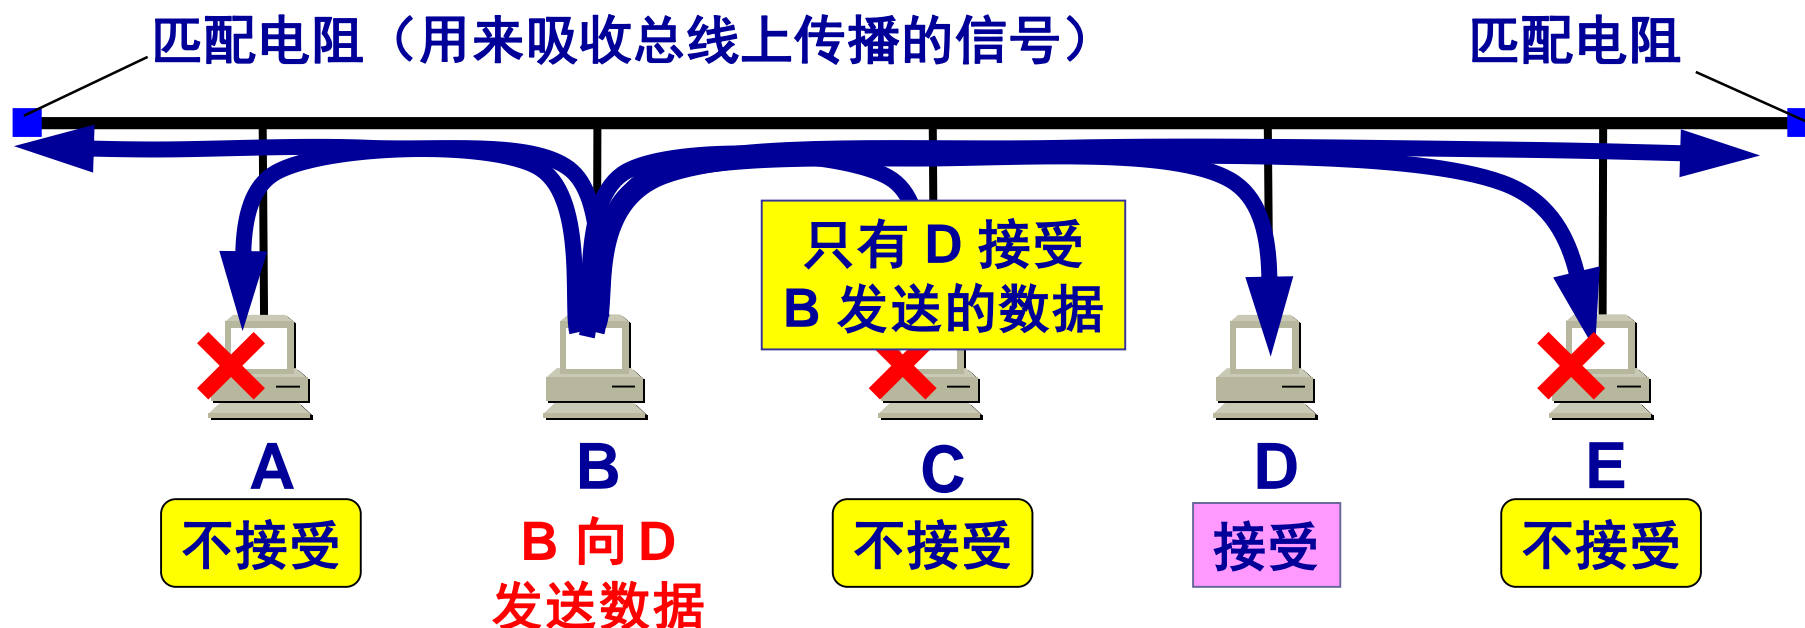 匹配电阻（用来吸收总线上传播的信号）
匹配电阻
只有 D 接受
B 发送的数据
A
B
C
D
E
不接受
B 向 D
发送数据
不接受
接受
不接受